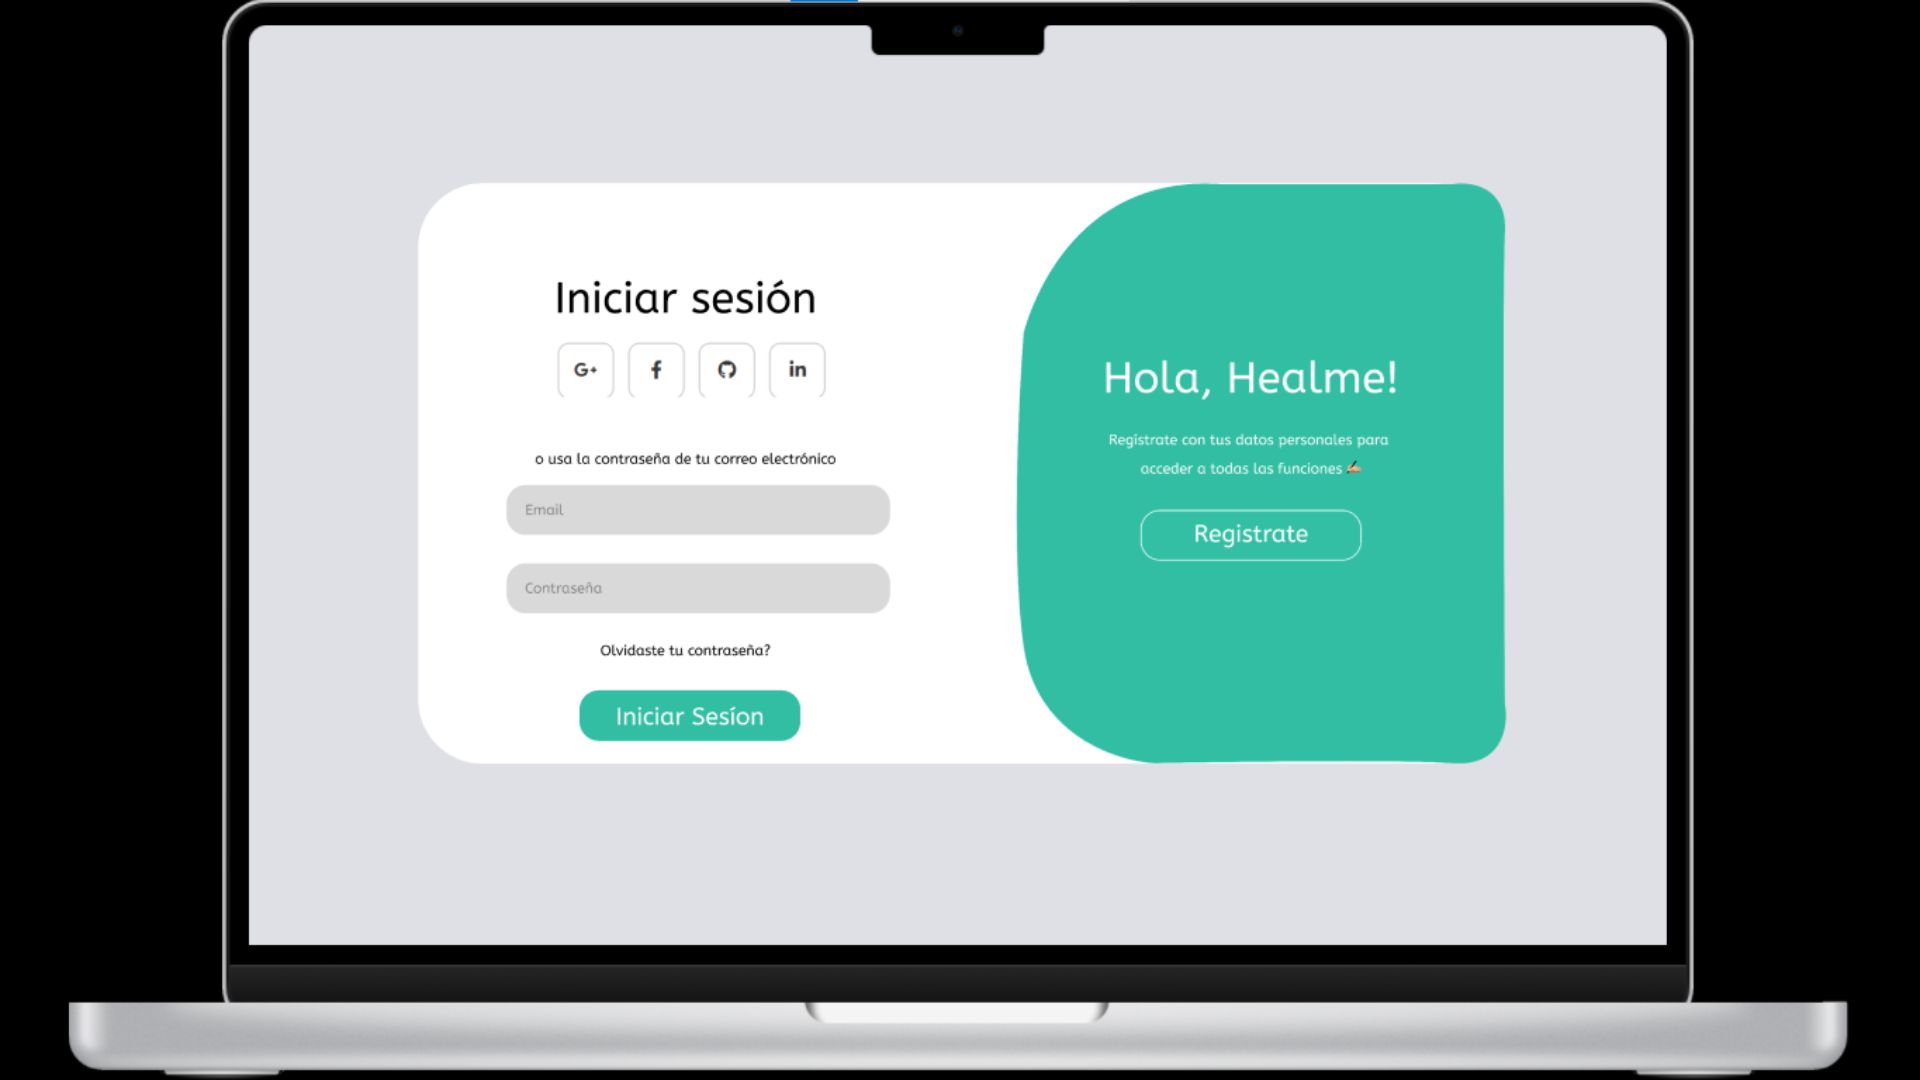 Iniciar sesión
G+
f
in
o usa la contraseña de tu correo electrónico
Email
Contraseña
Olvidaste tu contraseña?
Iniciar Sesíon
Hola, Healme!
Registrate con tus datos personales para
acceder a todas las funciones ✍🏼
Registrate